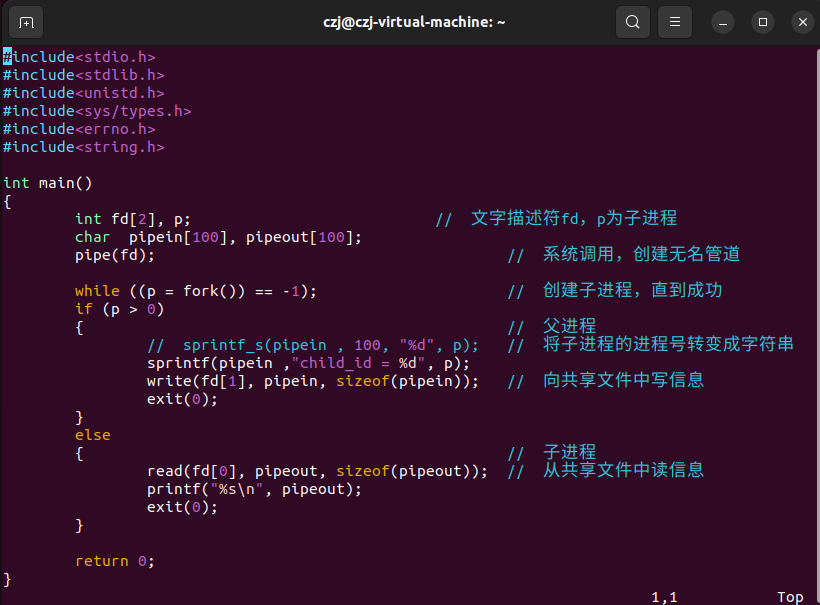 czj@czj-virtual-machine: ~
#include<stdio.h>
#include<stdlib.h>
#include<unistd.h>
#include<sys/types.h>
#include<errno.h>
#include<string.h>
int main()
{
int fd[2], p; // 文字描述符fd，p为子进程
char pipein[100], pipeout[100];
pipe(fd); // 系统调用，创建无名管道
while ((p = fork()) == -1); // 创建子进程，直到成功
if (p > 0)
{ // 父进程
// sprintf_s(pipein , 100, "%d", p); // 将子进程的进程号转变成字符串
sprintf(pipein ,"child_id = %d", p);
write(fd[1], pipein, sizeof(pipein)); // 向共享文件中写信息
exit(0);
}
else
{ // 子进程
read(fd[0], pipeout, sizeof(pipeout)); // 从共享文件中读信息
printf("%s\n", pipeout);
exit(0);
}
return 0;
}
1,1 Top